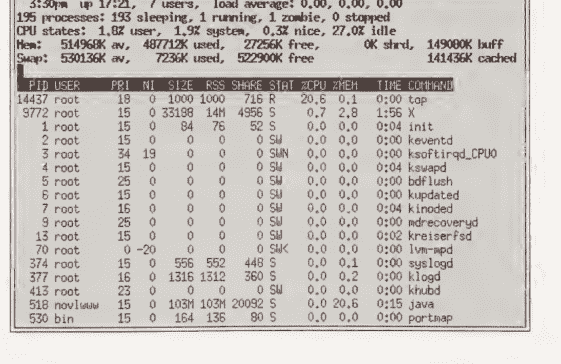 3:30pm up 17:21, 7 users, load average: 0.00, 0.00, 0.00
195 processes: 193 sleeping, 1 running, 1 zombie, 0 stopped
CPU states: 1.8% user, 1.9% system, 0.3% nice, 27.0% idle
Mem: 514968K av, 487712K used, 27256K free, 0K shrd, 149080K buff
Swap: 530136K av, 7236K used, 522900K free 141436K cached
PID USER PRI NI SIZE RSS SHARE STAT %CPU %MEM TIME COMMAND
14437 root 18 0 1000 1000 716 R 20.6 0.1 0:00 top
9772 root 15 0 33188 14M 4956 S 0.7 2.8 1:56 X
1 root 15 0 84 76 52 S 0.0 0.0 0:04 init
2 root 15 0 0 0 0 SW 0.0 0.0 0:00 keventd
3 root 34 19 0 0 0 SWN 0.0 0.0 0:00 ksoftirqd_CPU0
4 root 15 0 0 0 0 SW 0.0 0.0 0:04 kswapd
5 root 25 0 0 0 0 SW 0.0 0.0 0:00 bdflush
6 root 15 0 0 0 0 SW 0.0 0.0 0:00 kupdated
7 root 16 0 0 0 0 SW 0.0 0.0 0:04 kinoded
9 root 25 0 0 0 0 SW 0.0 0.0 0:00 mdrecoveryd
13 root 15 0 0 0 0 SW 0.0 0.0 0:02 kreiserfsd
70 root 0 -20 0 0 0 SW< 0.0 0.0 0:00 lvm-mpd
374 root 15 0 556 552 448 S 0.0 0.1 0:00 syslogd
377 root 16 0 1316 1312 360 S 0.0 0.2 0:00 klogd
413 root 23 0 0 0 0 SW 0.0 0.0 0:00 khubd
518 novlwww 15 0 103M 103M 20092 S 0.0 20.6 0:15 java
530 bin 15 0 164 136 80 S 0.0 0.0 0:00 portmap